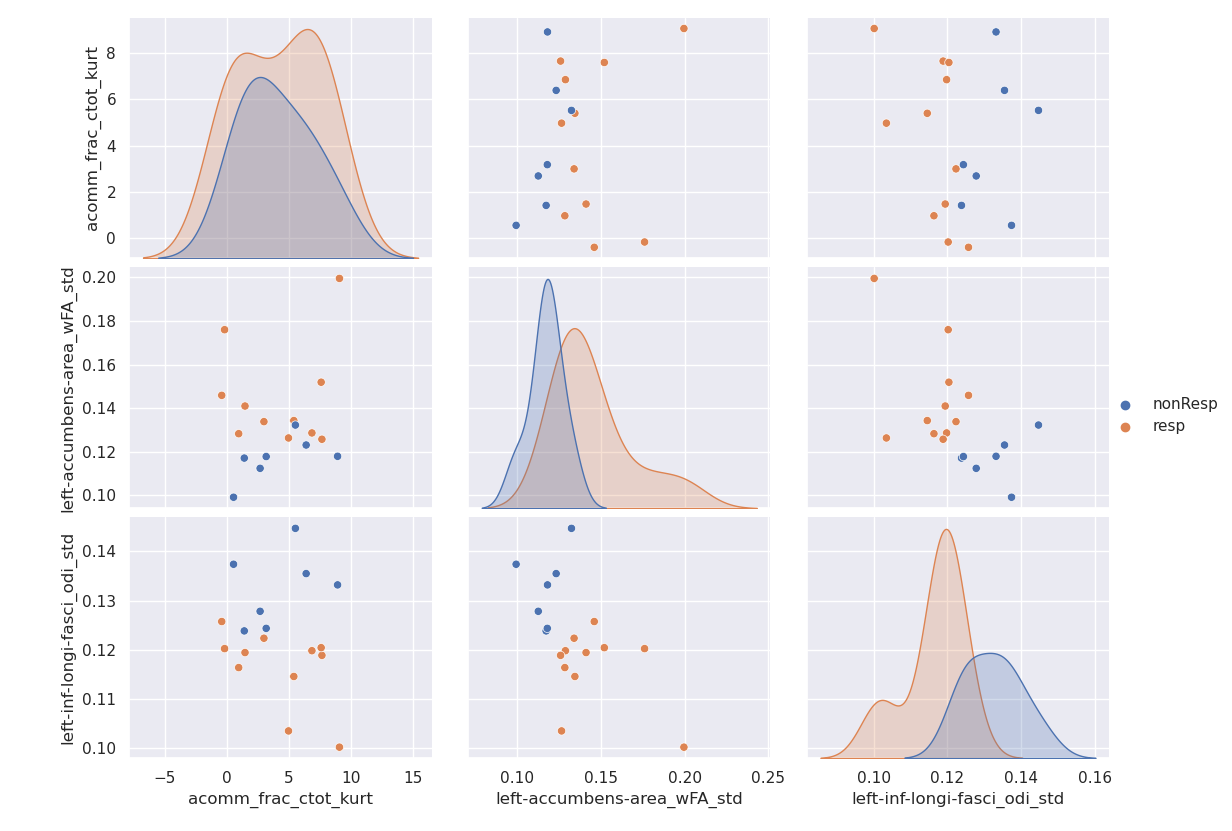 acomm_frac_ctot_kurt
8
6
4
2
0
left-accumbens-area_wFA_std
0.20
0.18
0.16
0.14
0.12
0.10
nonResp
resp
left-inf-longi-fasci_odi_std
0.14
0.13
0.12
0.11
0.10
−5 0 5 10 15
0.10 0.15 0.20 0.25
0.10 0.12 0.14 0.16
acomm_frac_ctot_kurt
left-accumbens-area_wFA_std
left-inf-longi-fasci_odi_std